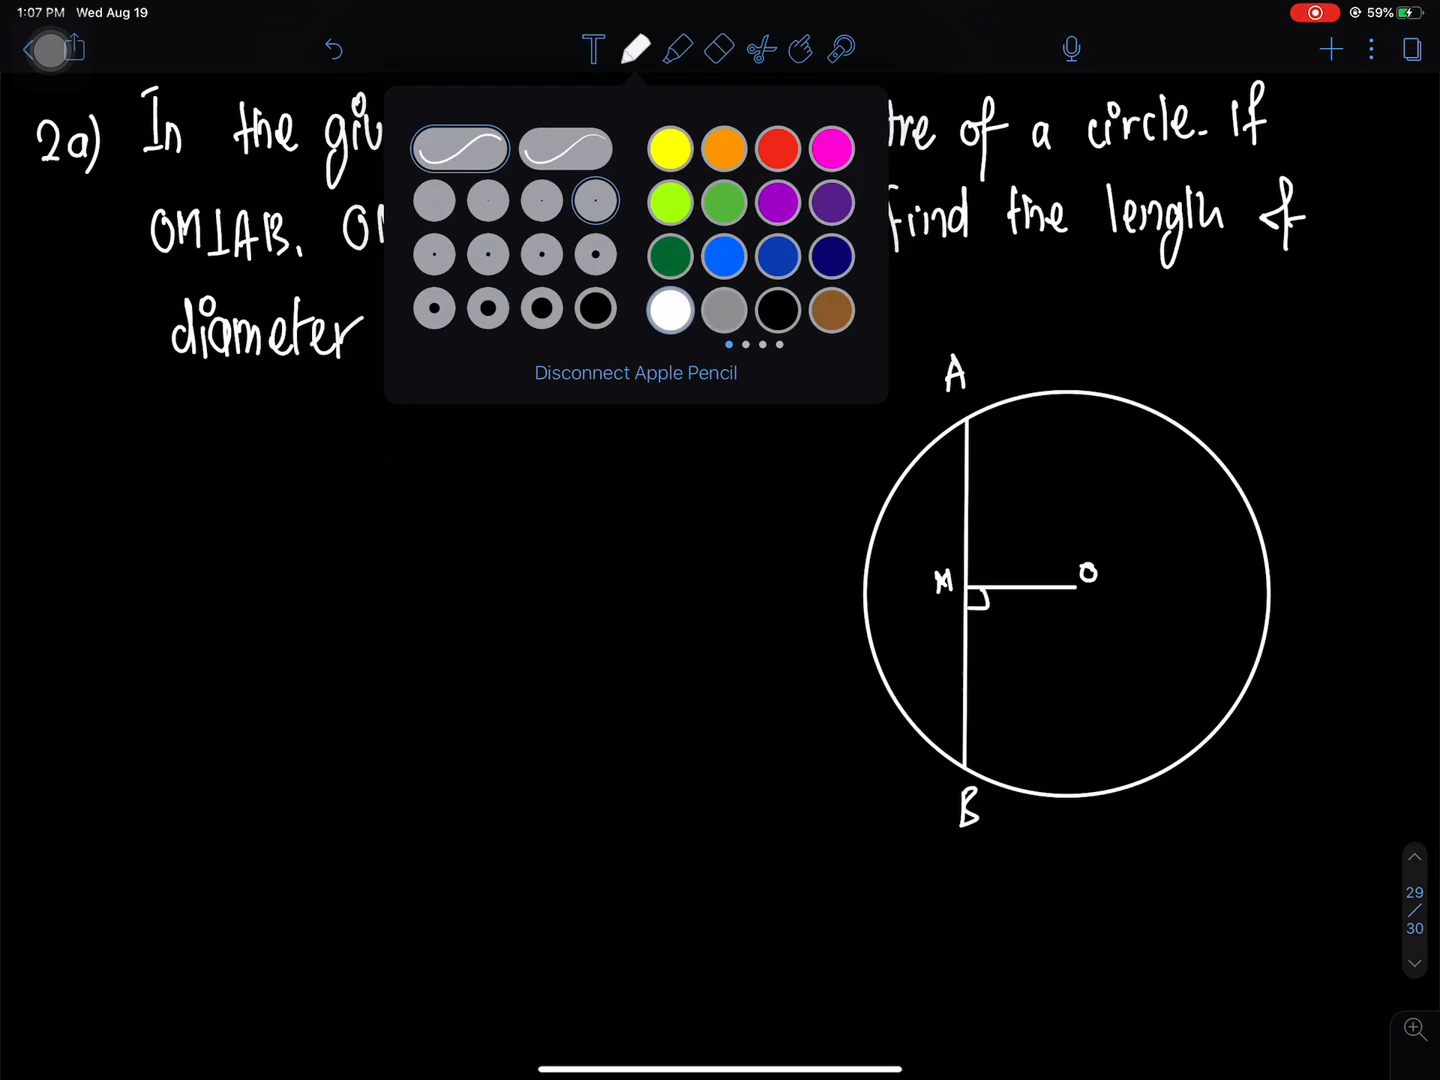 1:07 PM Wed Aug 19
59%
2a) In the giv tre of a circle. If
OM⊥AB, find the length of
diameter
Disconnect Apple Pencil
A
M
O
B
29
/
30